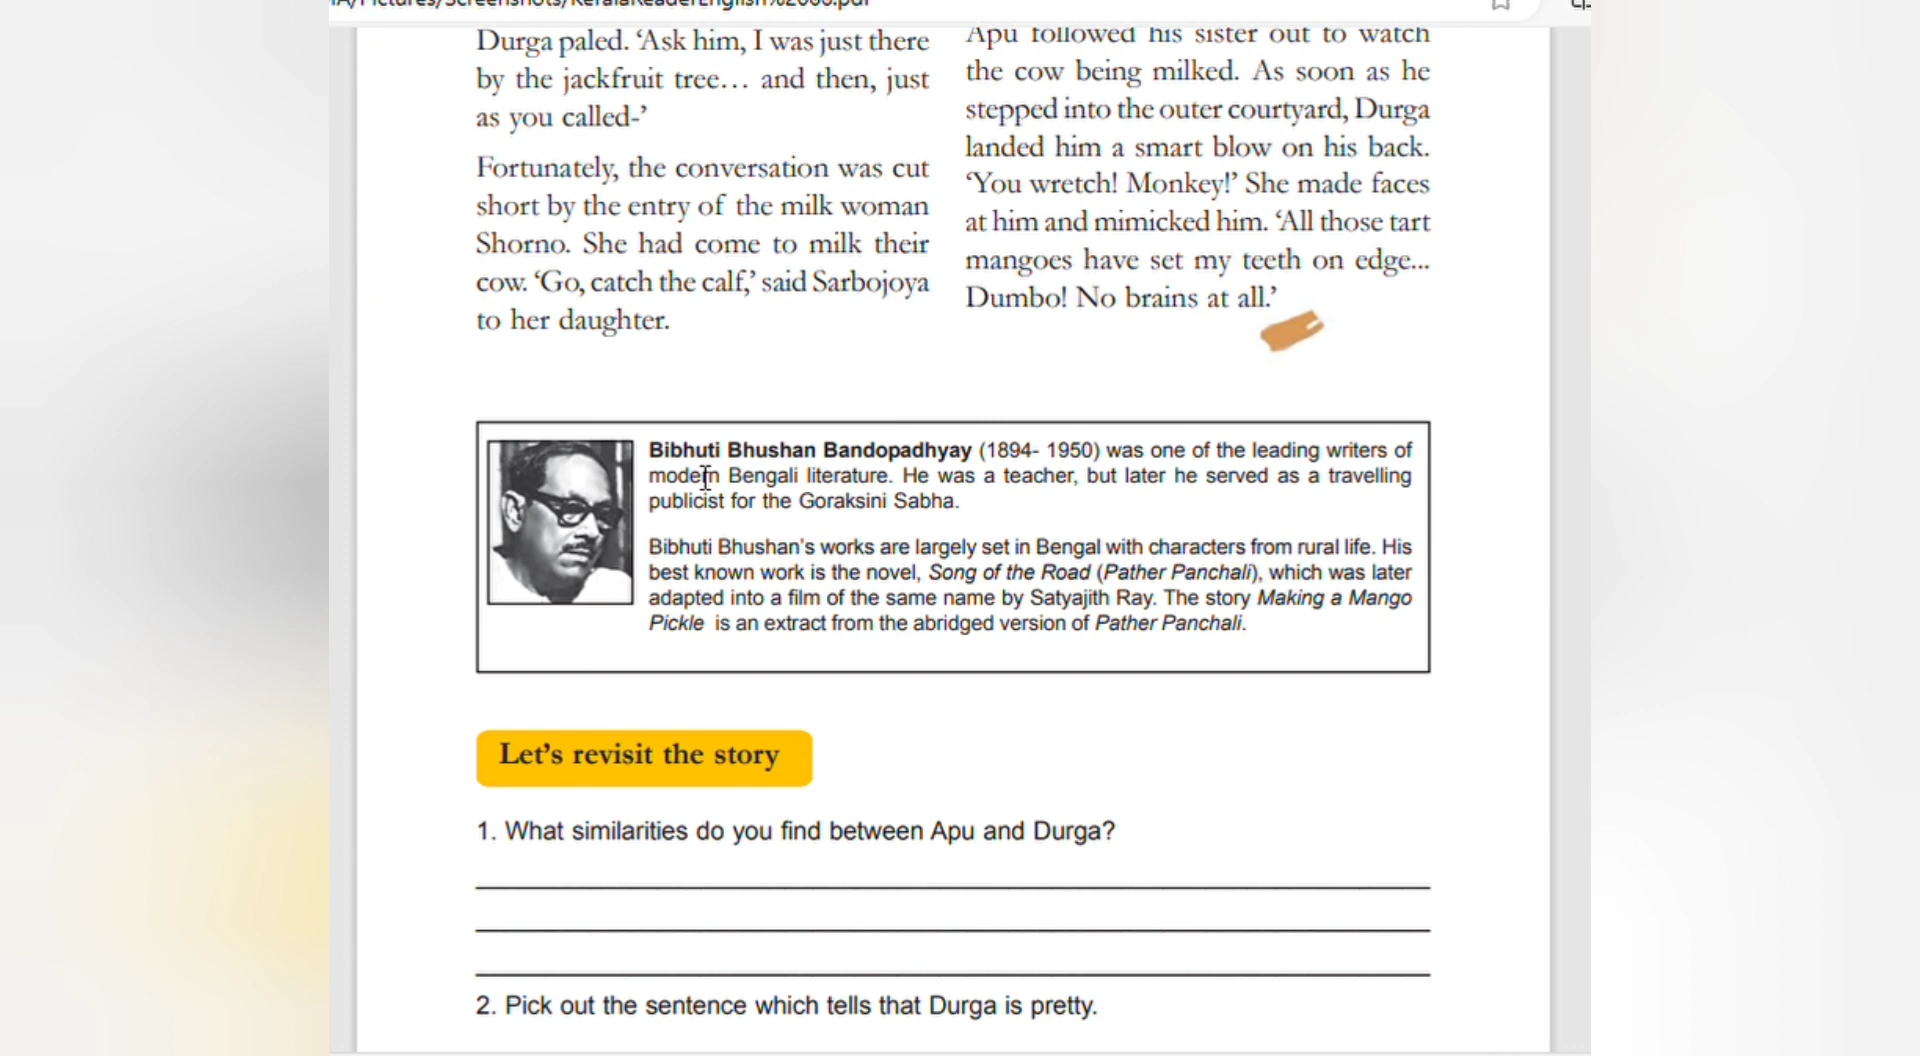 Durga paled. ‘Ask him, I was just there
by the jackfruit tree… and then, just
as you called-’
Fortunately, the conversation was cut
short by the entry of the milk woman
Shorno. She had come to milk their
cow. ‘Go, catch the calf,’ said Sarbojoya
to her daughter.
Apu followed his sister out to watch
the cow being milked. As soon as he
stepped into the outer courtyard, Durga
landed him a smart blow on his back.
‘You wretch! Monkey!’ She made faces
at him and mimicked him. ‘All those tart
mangoes have set my teeth on edge...
Dumbo! No brains at all.’
Bibhuti Bhushan Bandopadhyay (1894- 1950) was one of the leading writers of
modern Bengali literature. He was a teacher, but later he served as a travelling
publicist for the Goraksini Sabha.
Bibhuti Bhushan’s works are largely set in Bengal with characters from rural life. His
best known work is the novel, Song of the Road (Pather Panchali), which was later
adapted into a film of the same name by Satyajith Ray. The story Making a Mango
Pickle is an extract from the abridged version of Pather Panchali.
Let’s revisit the story
1. What similarities do you find between Apu and Durga?
2. Pick out the sentence which tells that Durga is pretty.